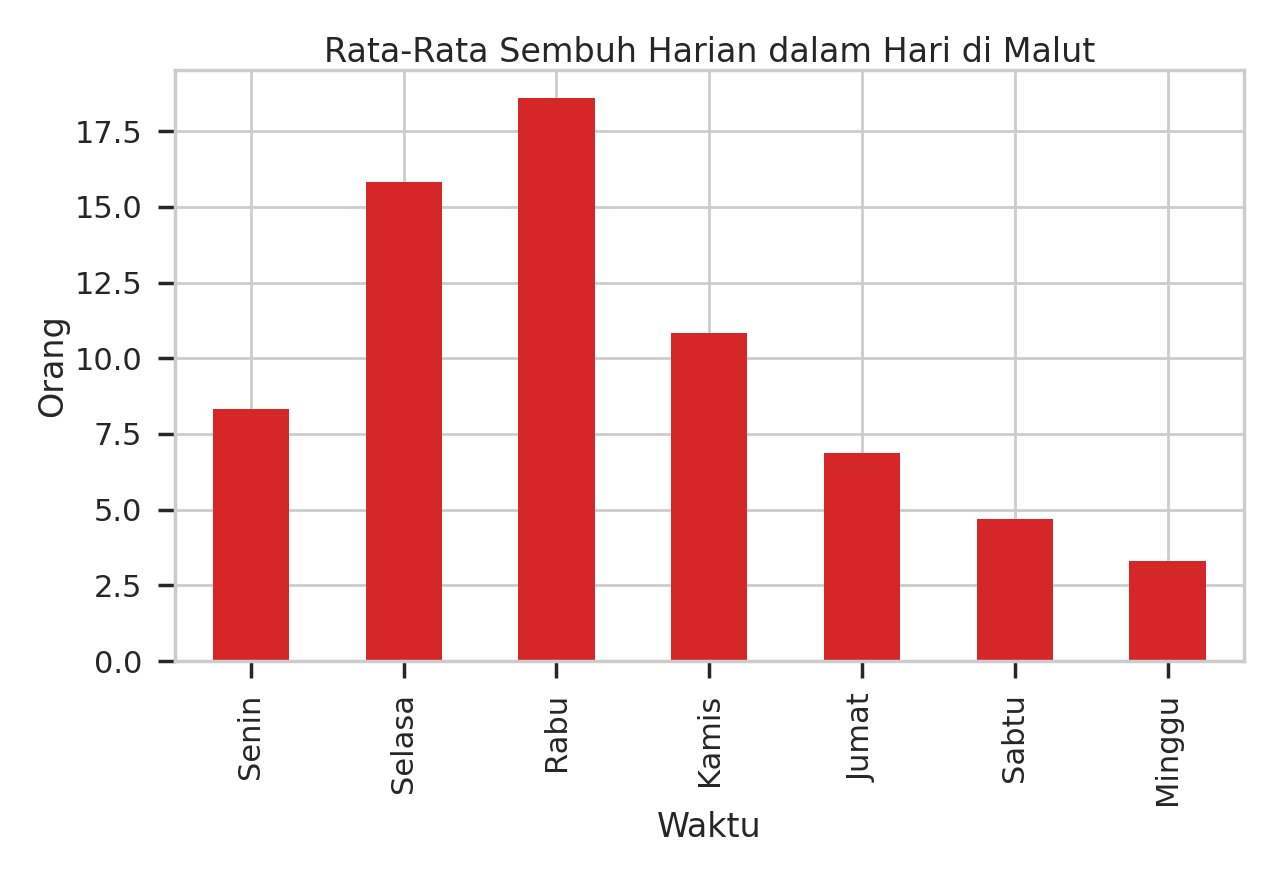 Rata-Rata Sembuh Harian dalam Hari di Malut
Orang
17.5
15.0
12.5
10.0
7.5
5.0
2.5
0.0
Senin
Selasa
Rabu
Kamis
Jumat
Sabtu
Minggu
Waktu